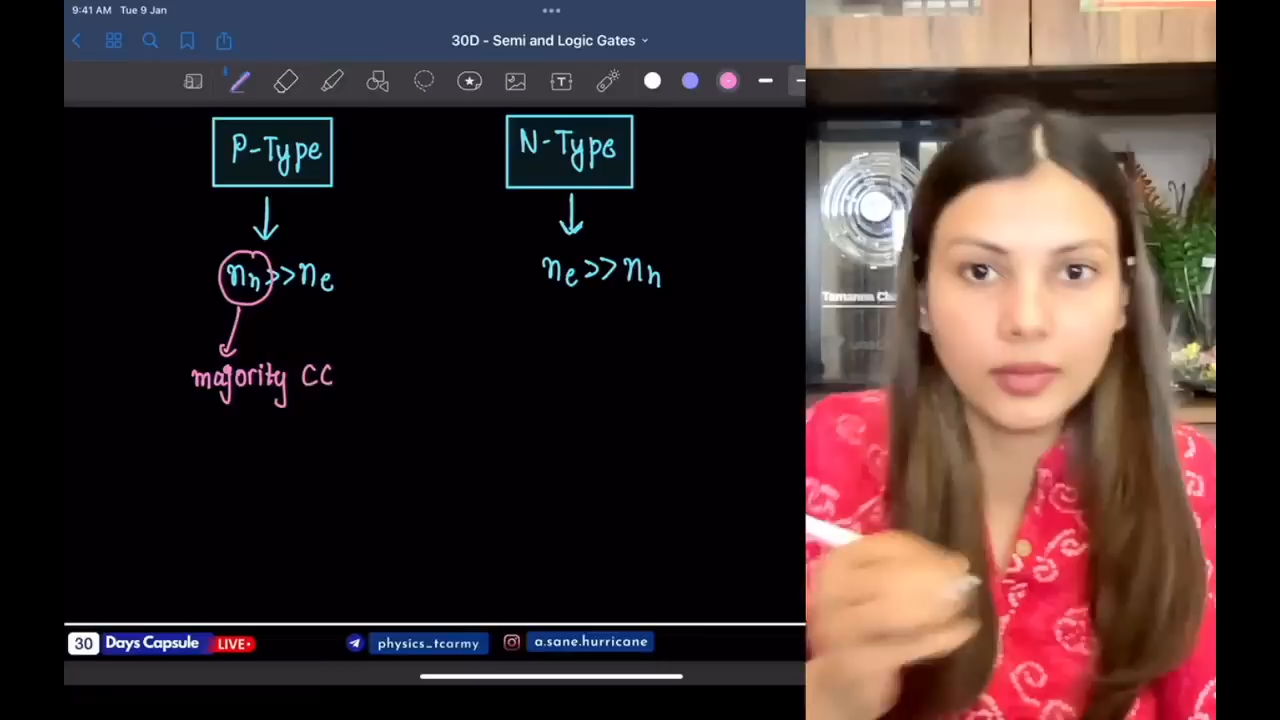 9:41 AM Tue 9 Jan
30D - Semi and Logic Gates
T
P-Type
N-Type
nh >> ne
ne >> nh
majority CC
30 Days Capsule LIVE
physics_tcarmy
a.sane.hurricane
Tamanna